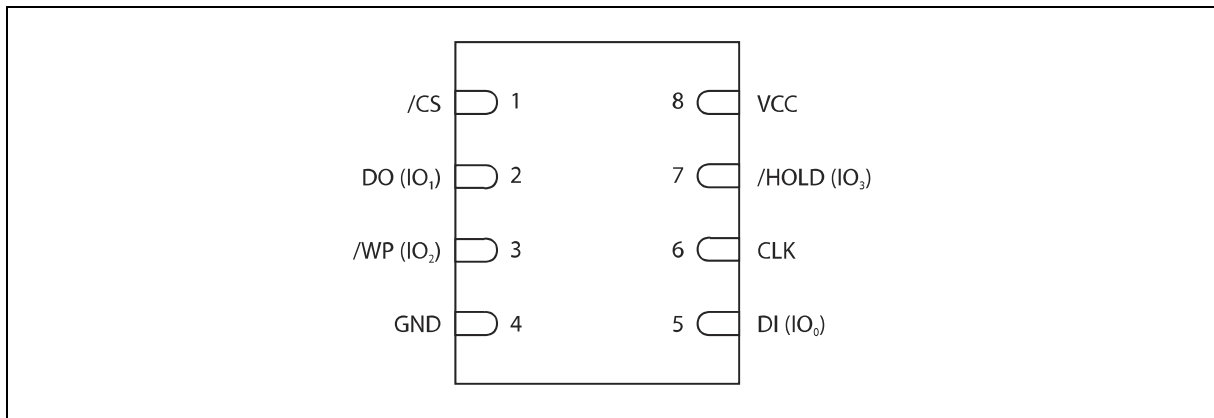 /CS 1 8 VCC
DO (IO₁) 2 7 /HOLD (IO₃)
/WP (IO₂) 3 6 CLK
GND 4 5 DI (IO₀)